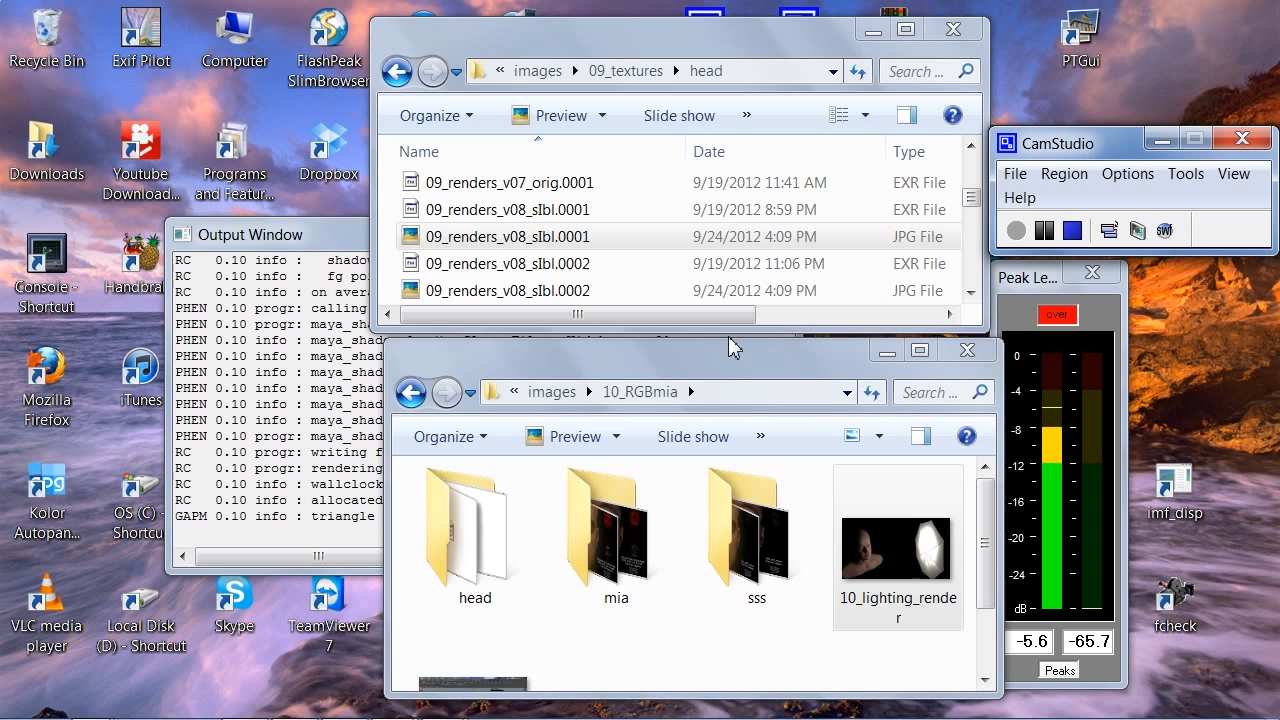 Recycle Bin
Exif Pilot
Computer
FlashPeak
SlimBrowser
PTGui
Downloads
Youtube
Download...
Programs
and Featur...
Dropbox
Console -
Shortcut
Handbra
Mozilla
Firefox
iTunes
Kolor
Autopan...
OS (C) -
Shortcu
VLC media
player
Local Disk
(D) - Shortcut
Skype
TeamViewer
7
imf_disp
fcheck
« images 09_textures head
Search ...
Organize Preview Slide show »
Name Date Type
09_renders_v07_orig.0001 9/19/2012 11:41 AM EXR File
09_renders_v08_sIbl.0001 9/19/2012 8:59 PM EXR File
09_renders_v08_sIbl.0001 9/24/2012 4:09 PM JPG File
09_renders_v08_sIbl.0002 9/19/2012 11:06 PM EXR File
09_renders_v08_sIbl.0002 9/24/2012 4:09 PM JPG File
CamStudio
File Region Options Tools View
Help
Output Window
RC 0.10 info : shadow
RC 0.10 info : fg po
RC 0.10 info : on avera
PHEN 0.10 progr: calling
PHEN 0.10 info : maya_sha
PHEN 0.10 info : maya_shad
PHEN 0.10 info : maya_shad
PHEN 0.10 info : maya_shad
PHEN 0.10 info : maya_shad
PHEN 0.10 info : maya_shad
PHEN 0.10 info : maya_shad
PHEN 0.10 progr: maya_shad
RC 0.10 progr: writing f
RC 0.10 progr: rendering
RC 0.10 info : wallclock
RC 0.10 info : allocated
GAPM 0.10 info : triangle
« images 10_RGBmia
Search ...
Organize Preview Slide show »
head
mia
sss
10_lighting_rende
r
Peak Le...
over
0
-4
-8
-12
-16
-20
-24
dB
-5.6 -65.7
Peaks